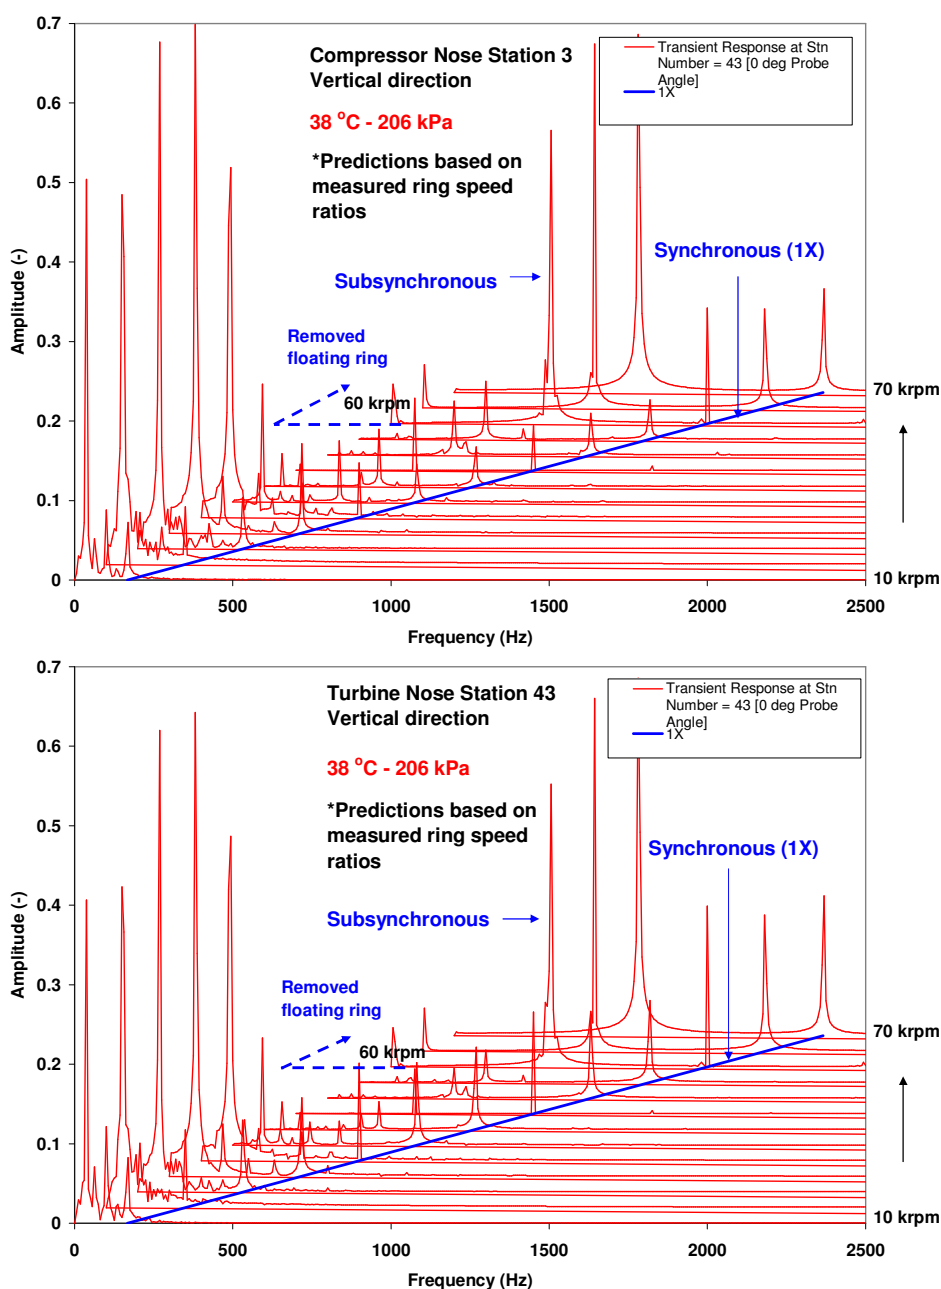 0.7
0.6
0.5
0.4
0.3
0.2
0.1
0
Amplitude (-)
Compressor Nose Station 3
Vertical direction
38 °C - 206 kPa
*Predictions based on
measured ring speed
ratios
Transient Response at Stn
Number = 43 [0 deg Probe
Angle]
1X
Subsynchronous
Synchronous (1X)
Removed
floating ring
60 krpm
70 krpm
10 krpm
0 500 1000 1500 2000 2500
Frequency (Hz)
0.7
0.6
0.5
0.4
0.3
0.2
0.1
0
Amplitude (-)
Turbine Nose Station 43
Vertical direction
38 °C - 206 kPa
*Predictions based on
measured ring speed
ratios
Transient Response at Stn
Number = 43 [0 deg Probe
Angle]
1X
Synchronous (1X)
Subsynchronous
Removed
floating ring
60 krpm
70 krpm
10 krpm
0 500 1000 1500 2000 2500
Frequency (Hz)